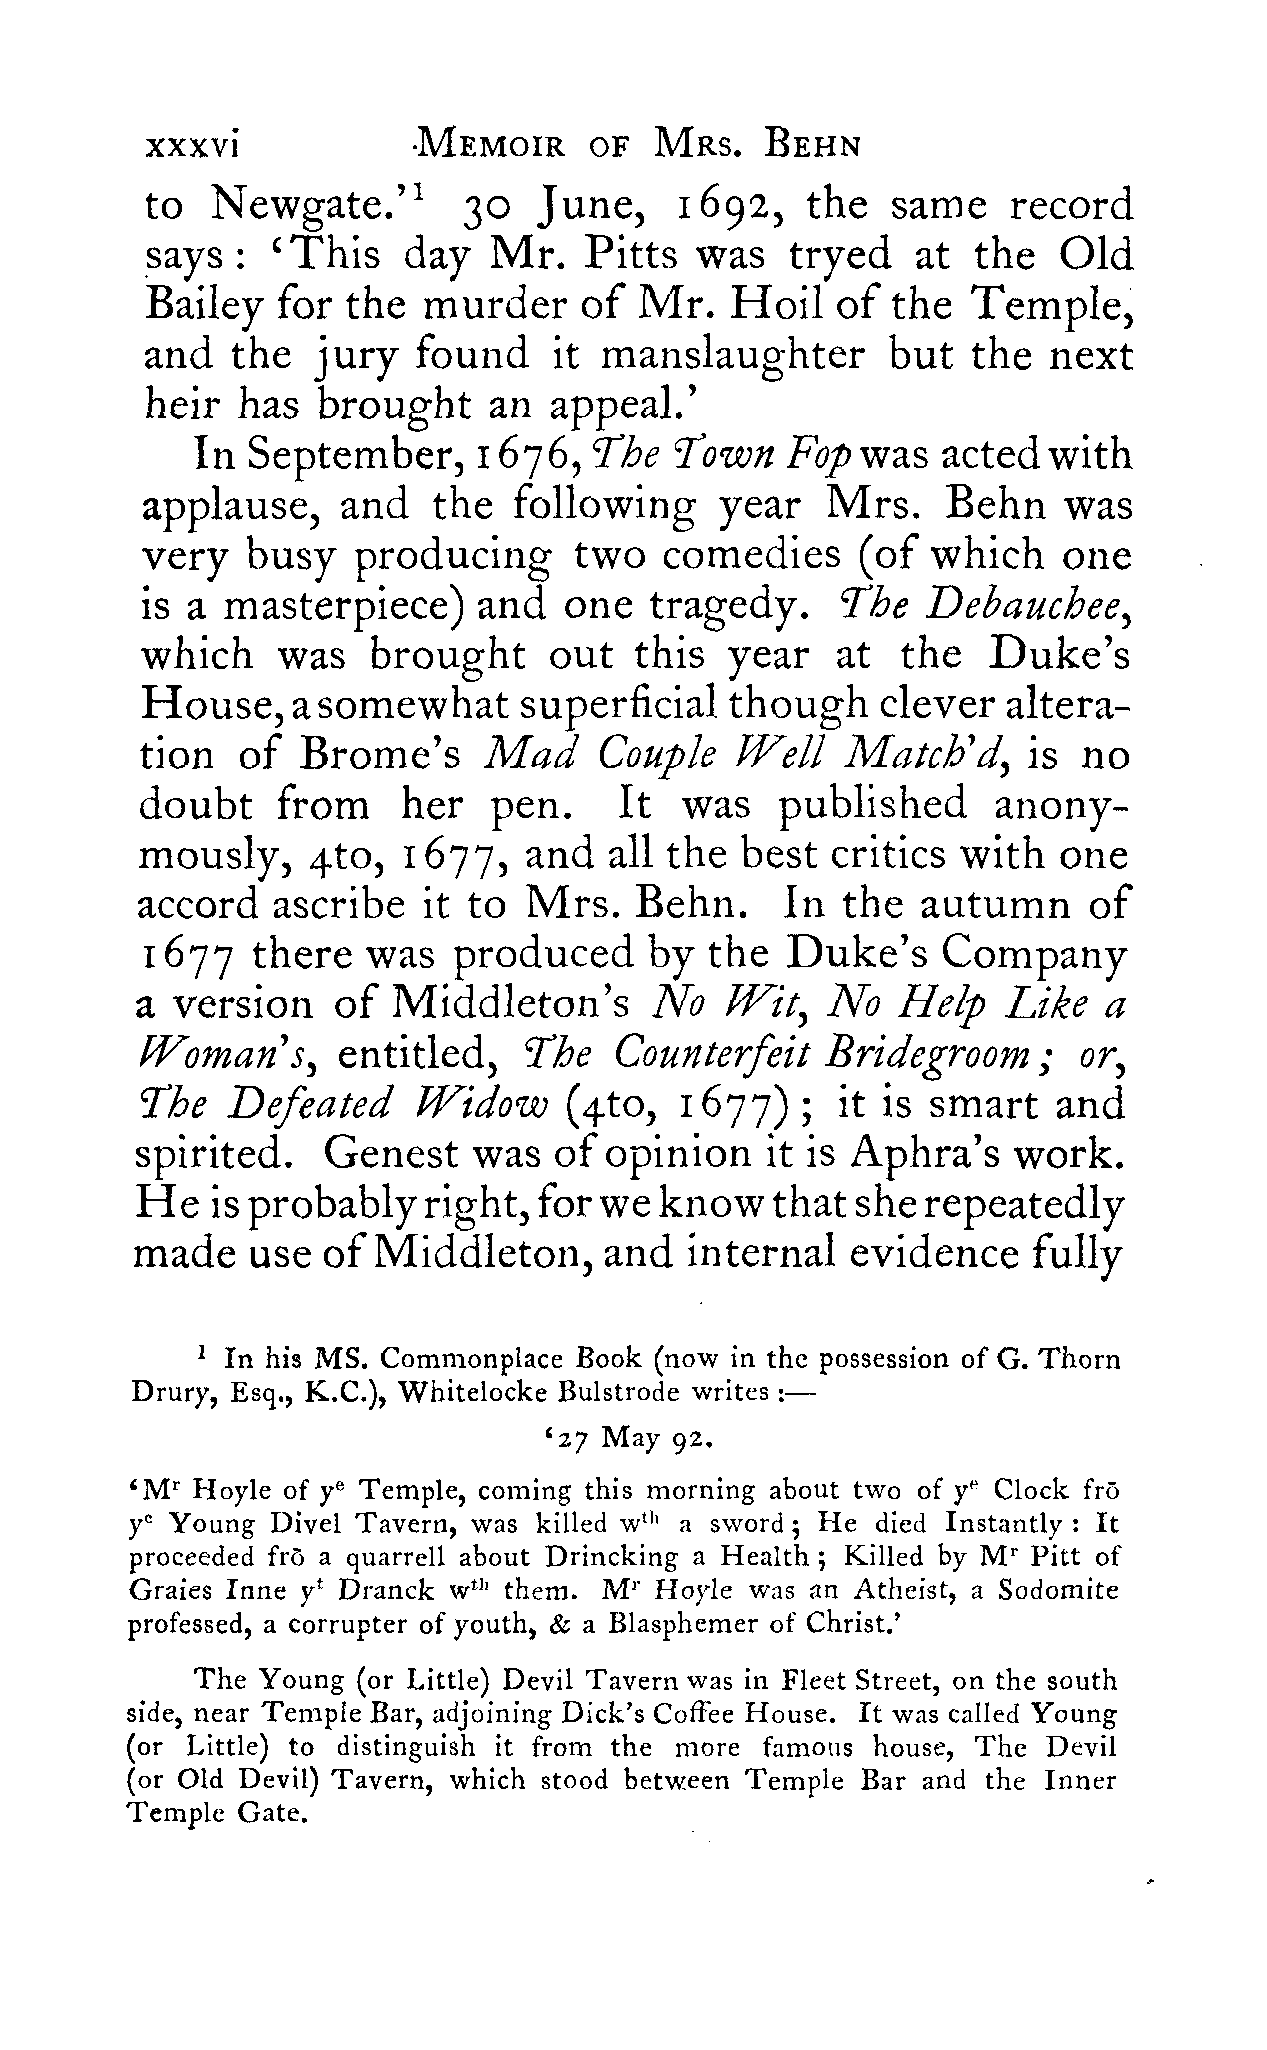 xxxvi MEMOIR OF MRS. BEHN
to Newgate.'¹ 30 June, 1692, the same record
says : 'This day Mr. Pitts was tryed at the Old
Bailey for the murder of Mr. Hoil of the Temple,
and the jury found it manslaughter but the next
heir has brought an appeal.'
In September, 1676, The Town Fop was acted with
applause, and the following year Mrs. Behn was
very busy producing two comedies (of which one
is a masterpiece) and one tragedy. The Debauchee,
which was brought out this year at the Duke's
House, a somewhat superficial though clever altera-
tion of Brome's Mad Couple Well Match'd, is no
doubt from her pen. It was published anony-
mously, 4to, 1677, and all the best critics with one
accord ascribe it to Mrs. Behn. In the autumn of
1677 there was produced by the Duke's Company
a version of Middleton's No Wit, No Help Like a
Woman's, entitled, The Counterfeit Bridegroom ; or,
The Defeated Widow (4to, 1677) ; it is smart and
spirited. Genest was of opinion it is Aphra's work.
He is probably right, for we know that she repeatedly
made use of Middleton, and internal evidence fully
¹ In his MS. Commonplace Book (now in the possession of G. Thorn
Drury, Esq., K.C.), Whitelocke Bulstrode writes :—
'27 May 92.
'Mʳ Hoyle of yᵉ Temple, coming this morning about two of yᵉ Clock frō
yᵉ Young Divel Tavern, was killed wᵗʰ a sword ; He died Instantly : It
proceeded frō a quarrell about Drincking a Health ; Killed by Mʳ Pitt of
Graies Inne yᵗ Dranck wᵗʰ them. Mʳ Hoyle was an Atheist, a Sodomite
professed, a corrupter of youth, & a Blasphemer of Christ.'
The Young (or Little) Devil Tavern was in Fleet Street, on the south
side, near Temple Bar, adjoining Dick's Coffee House. It was called Young
(or Little) to distinguish it from the more famous house, The Devil
(or Old Devil) Tavern, which stood between Temple Bar and the Inner
Temple Gate.